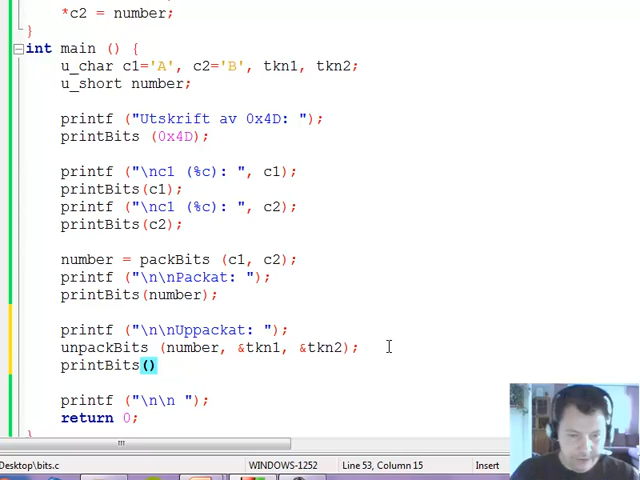 *c2 = number;
}
int main () {
u_char c1='A', c2='B', tkn1, tkn2;
u_short number;
printf ("Utskrift av 0x4D: ");
printBits (0x4D);
printf ("\nc1 (%c): ", c1);
printBits(c1);
printf ("\nc1 (%c): ", c2);
printBits(c2);
number = packBits (c1, c2);
printf ("\n\nPackat: ");
printBits(number);
printf ("\n\nUppackat: ");
unpackBits (number, &tkn1, &tkn2);
printBits()
printf ("\n\n ");
return 0;
}
Desktop\bits.c WINDOWS-1252 Line 53, Column 15 Insert